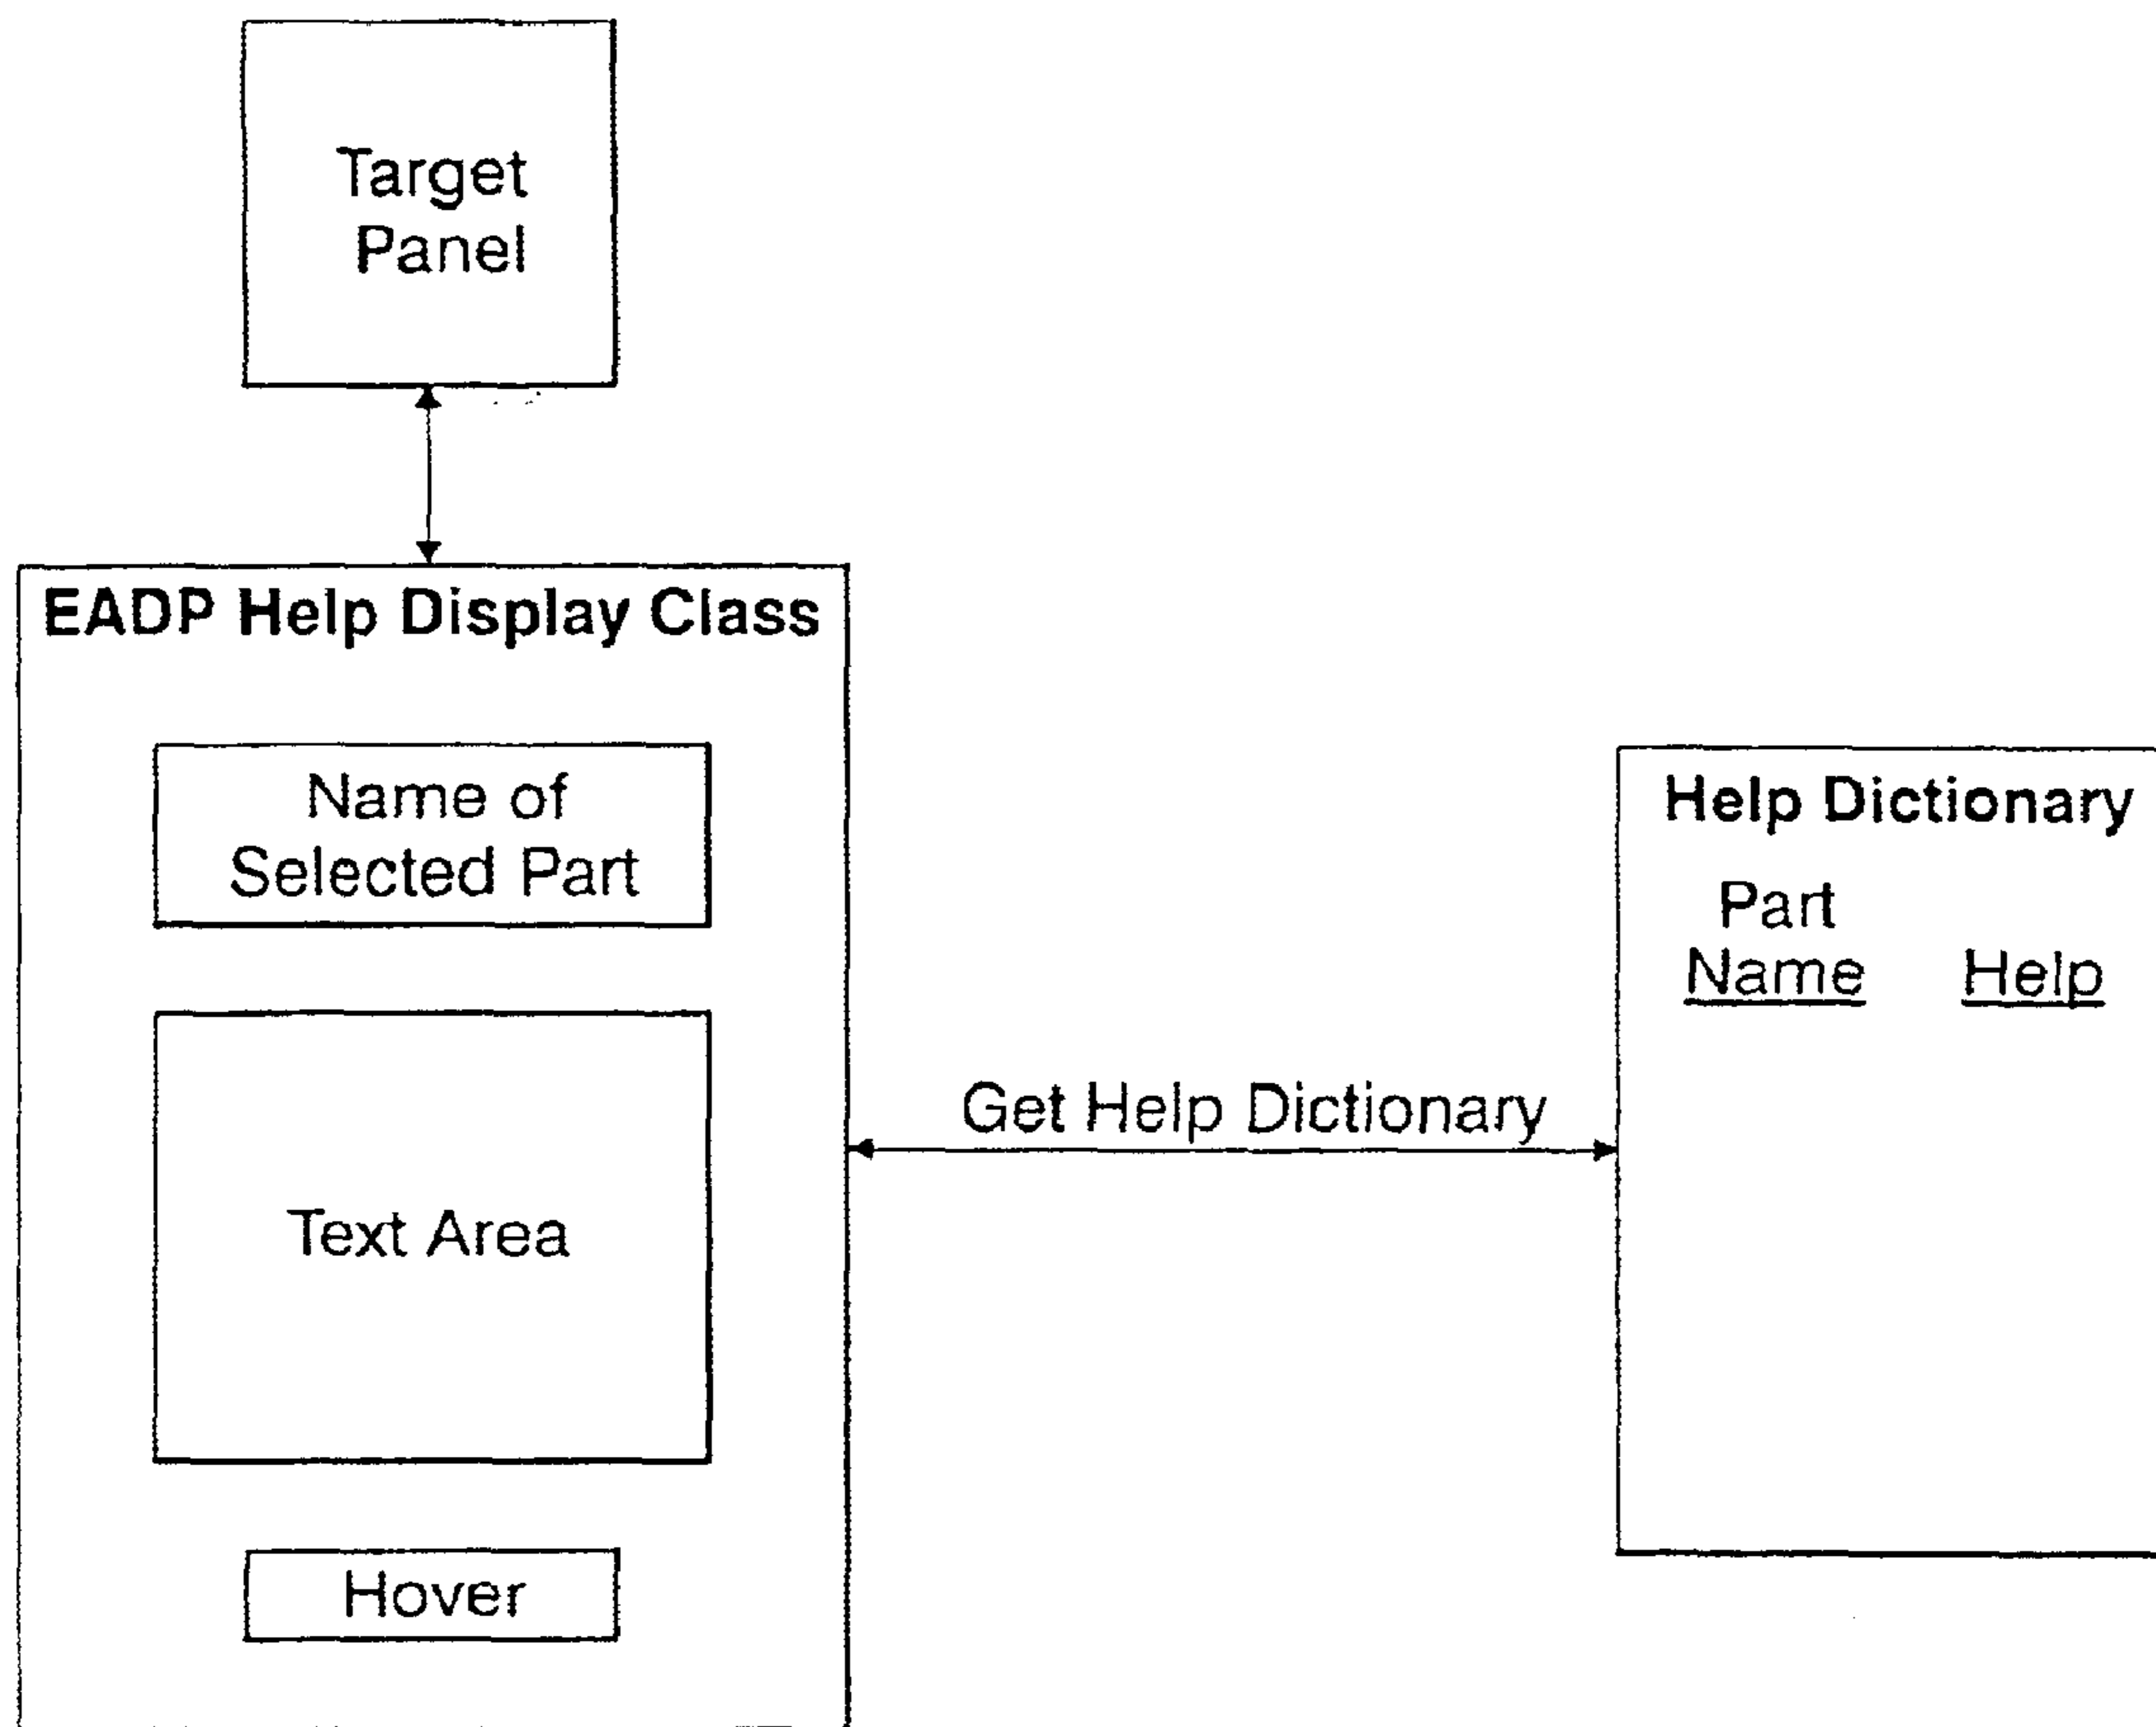 Target
Panel
EADP Help Display Class
Name of
Selected Part
Text Area
Hover
Get Help Dictionary
Help Dictionary
Part
Name Help